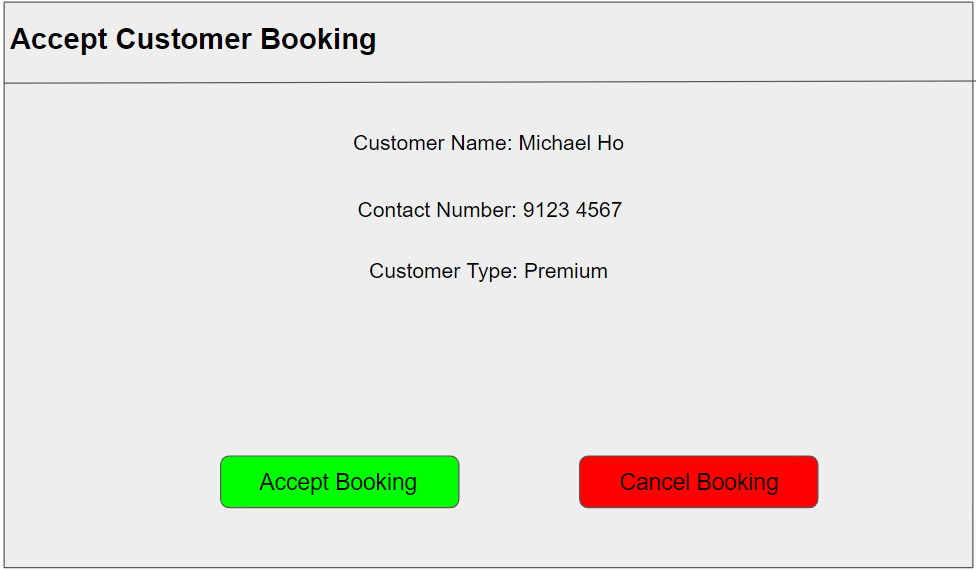 Accept Customer Booking
Customer Name: Michael Ho
Contact Number: 9123 4567
Customer Type: Premium
Accept Booking
Cancel Booking